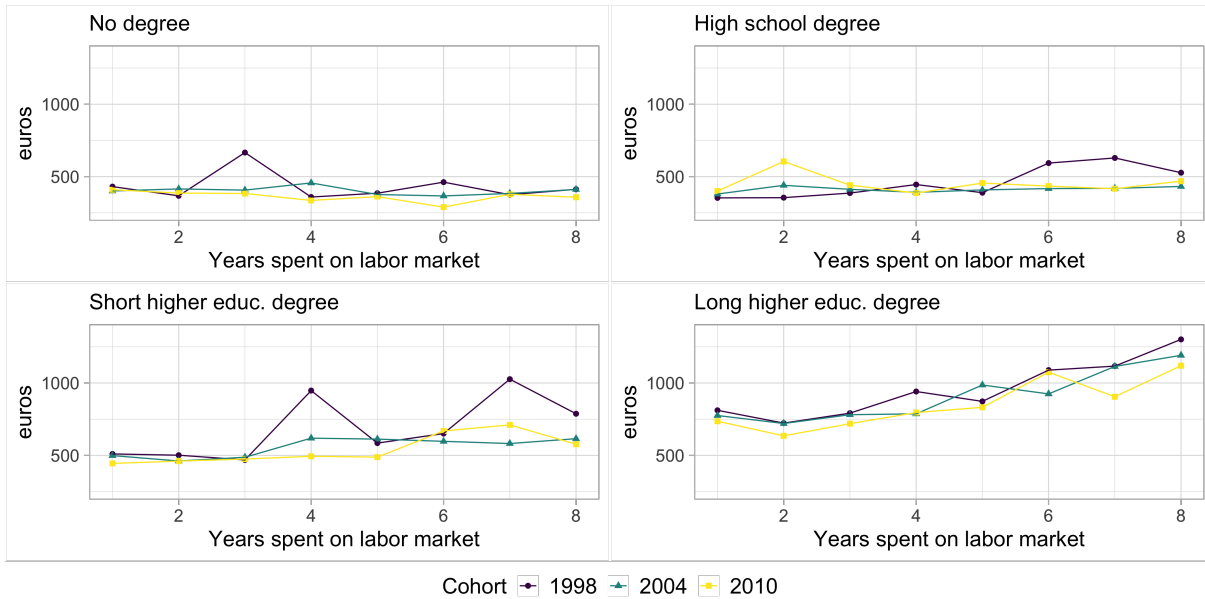 No degree
1000
500
euros
2 4 6 8
Years spent on labor market
High school degree
1000
500
euros
2 4 6 8
Years spent on labor market
Short higher educ. degree
1000
500
euros
2 4 6 8
Years spent on labor market
Long higher educ. degree
1000
500
euros
2 4 6 8
Years spent on labor market
Cohort 1998 2004 2010